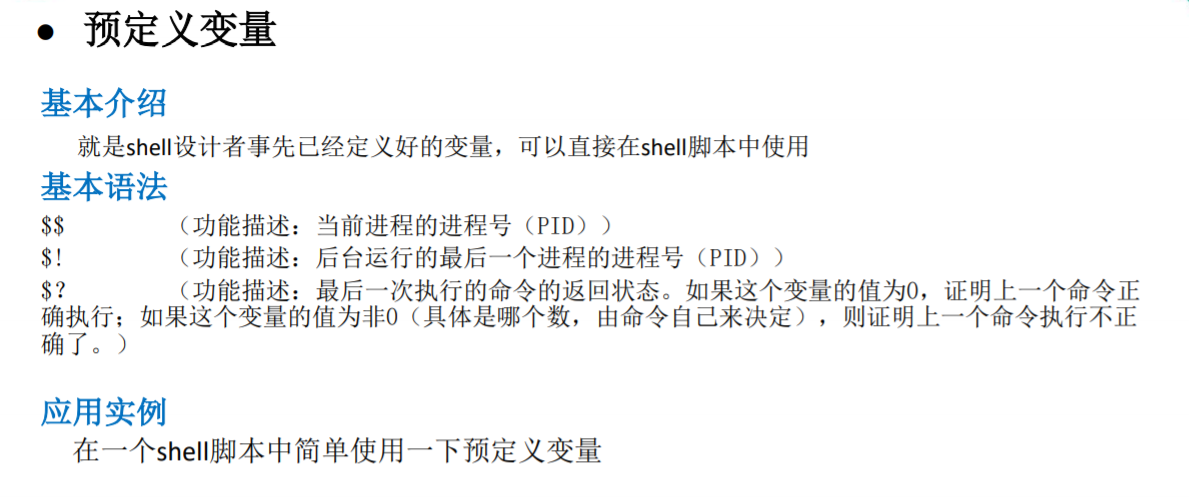 ● 预定义变量
基本介绍
就是shell设计者事先已经定义好的变量，可以直接在shell脚本中使用
基本语法
$$ （功能描述：当前进程的进程号（PID））
$! （功能描述：后台运行的最后一个进程的进程号（PID））
$？ （功能描述：最后一次执行的命令的返回状态。如果这个变量的值为0，证明上一个命令正
确执行；如果这个变量的值为非0（具体是哪个数，由命令自己来决定），则证明上一个命令执行不正
确了。）
应用实例
在一个shell脚本中简单使用一下预定义变量